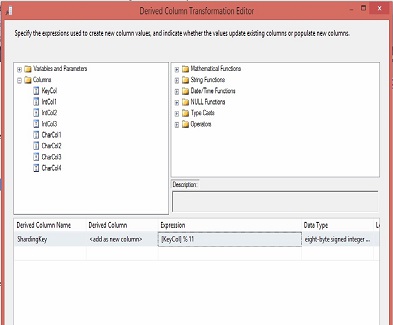 Derived Column Transformation Editor
Specify the expressions used to create new column values, and indicate whether the values update existing columns or populate new columns.
Variables and Parameters
Columns
KeyCol
IntCol1
IntCol2
IntCol3
CharCol1
CharCol2
CharCol3
CharCol4
Mathematical Functions
String Functions
Date/Time Functions
NULL Functions
Type Casts
Operators
Description:
Derived Column Name Derived Column Expression Data Type Le
ShardingKey <add as new column> [KeyCol] % 11 eight-byte signed integer ...